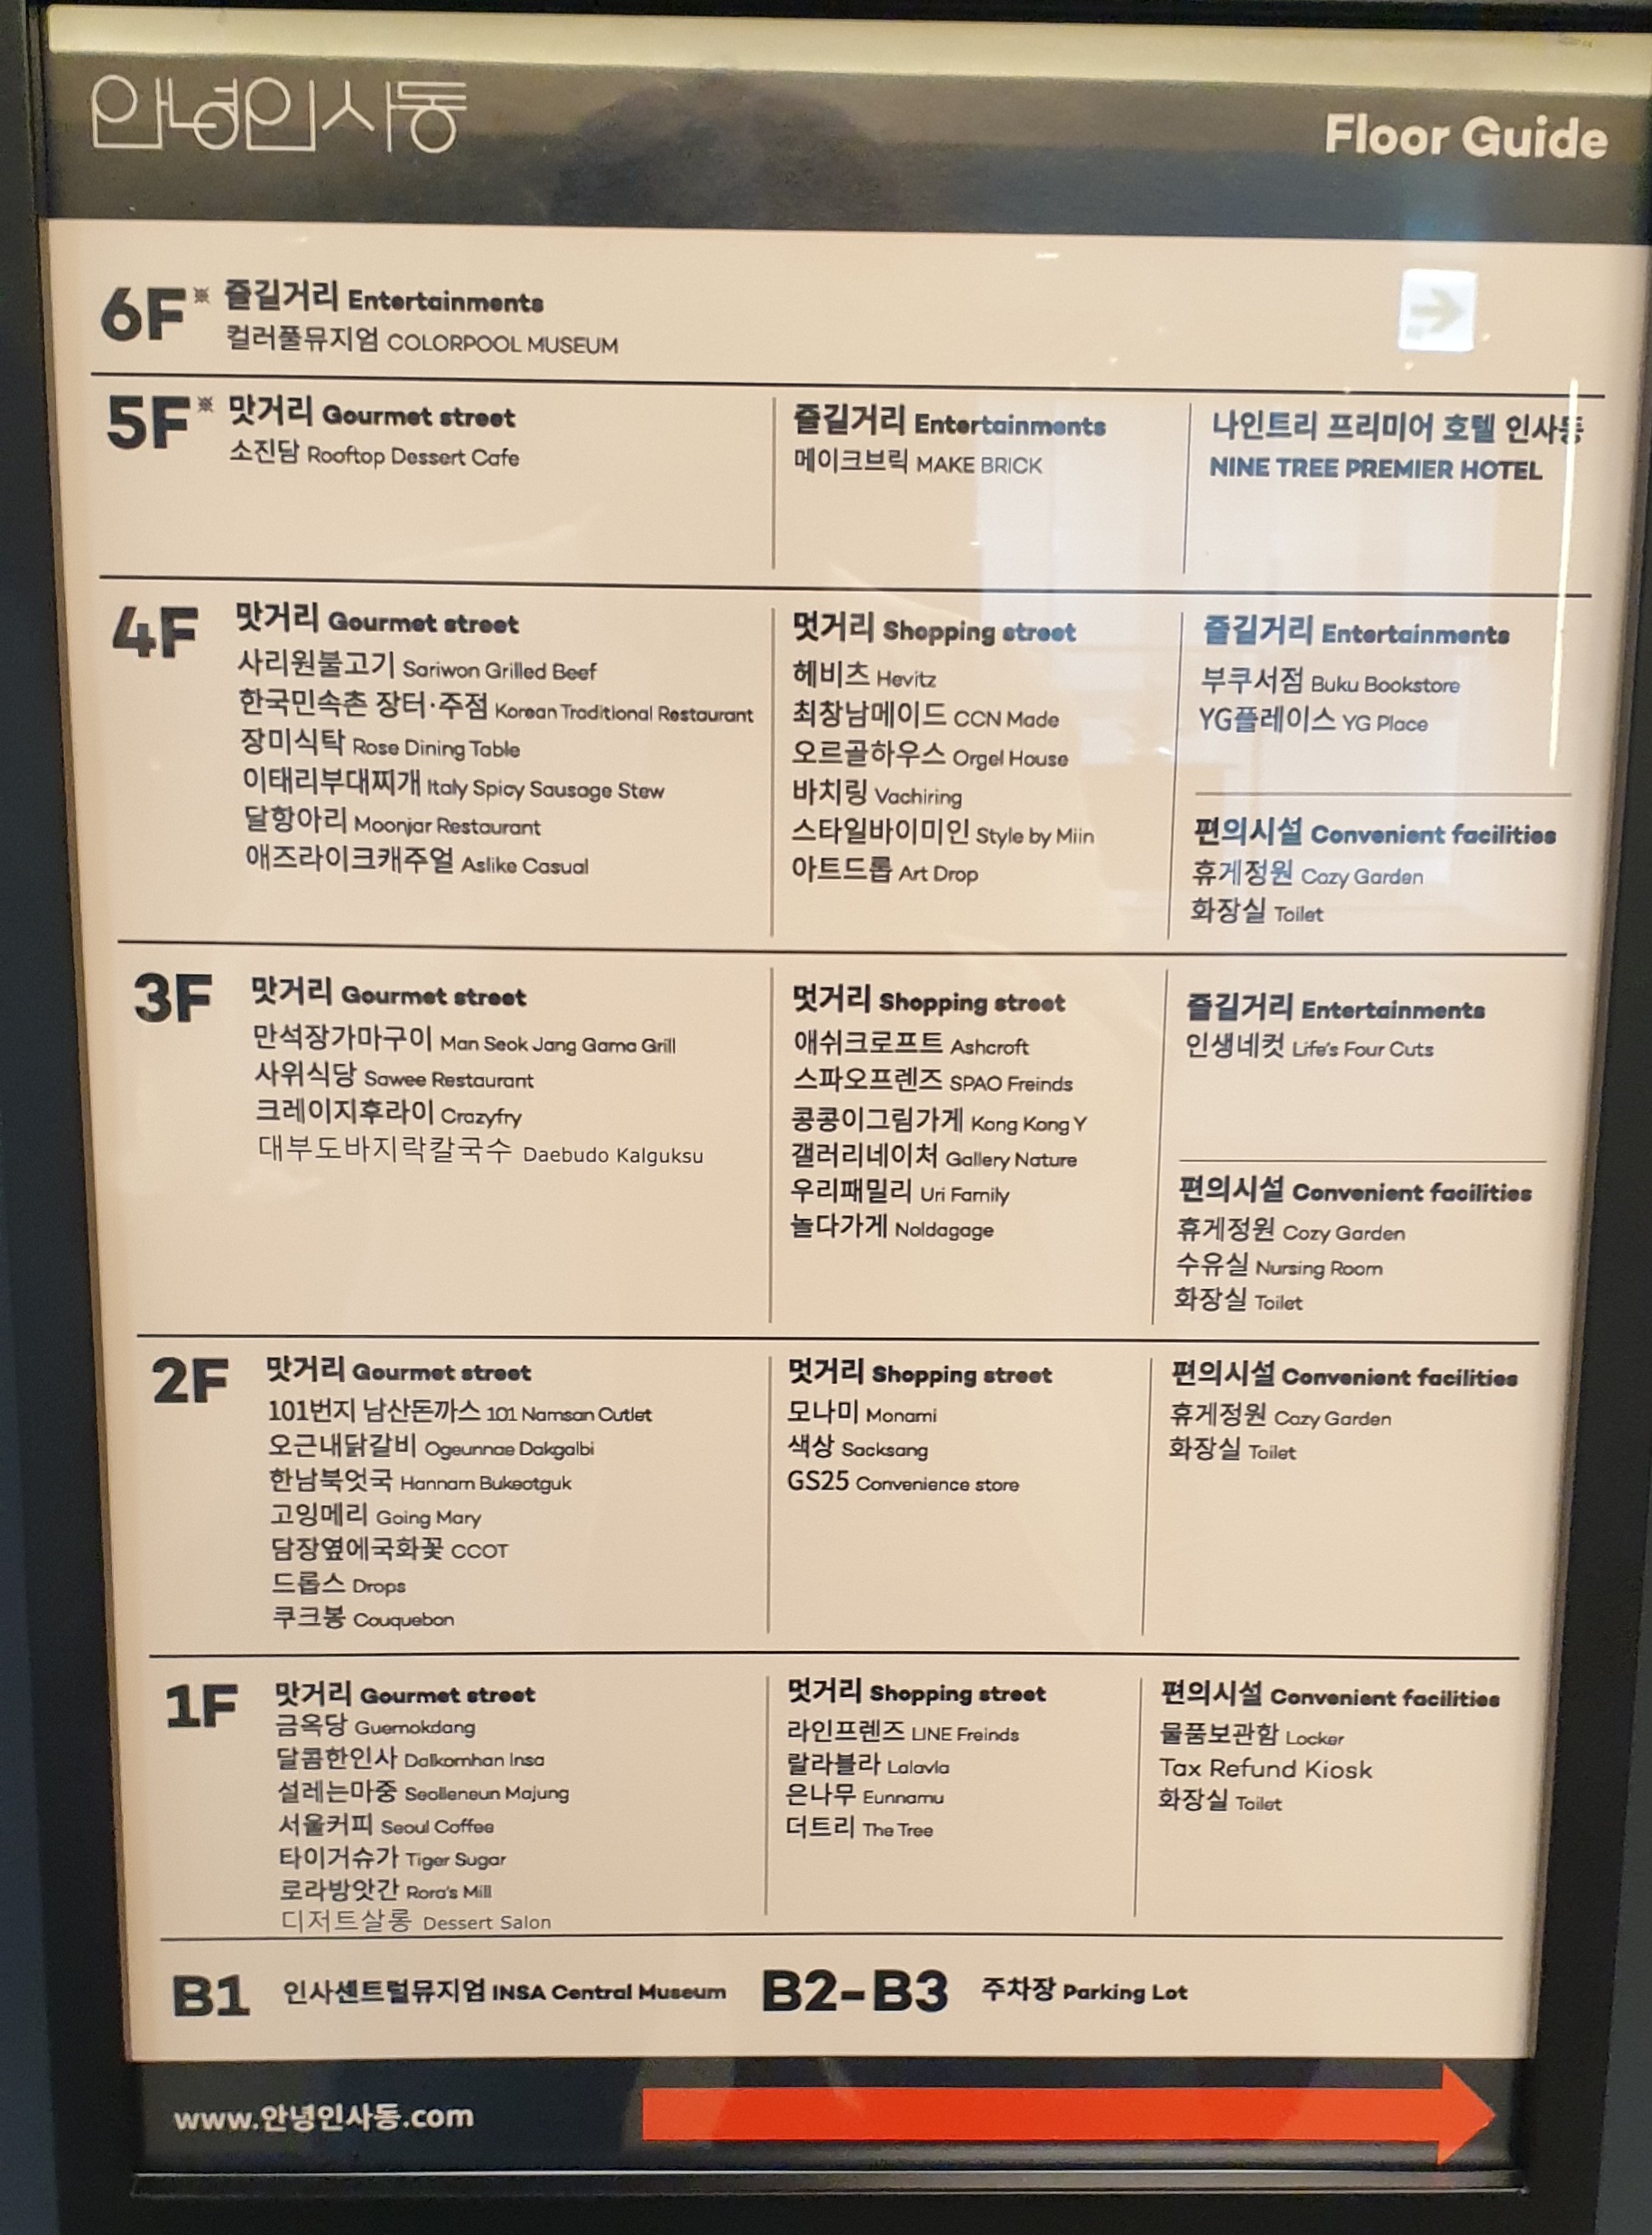 안녕인사동
Floor Guide
6F※ 즐길거리 Entertainments
컬러풀뮤지엄 COLORPOOL MUSEUM
5F※ 맛거리 Gourmet street
소진담 Rooftop Dessert Cafe
즐길거리 Entertainments
메이크브릭 MAKE BRICK
나인트리 프리미어 호텔 인사동
NINE TREE PREMIER HOTEL
4F 맛거리 Gourmet street
사리원불고기 Sariwon Grilled Beef
한국민속촌 장터·주점 Korean Traditional Restaurant
장미식탁 Rose Dining Table
이태리부대찌개 Italy Spicy Sausage Stew
달항아리 Moonjar Restaurant
애즈라이크캐주얼 Aslike Casual
멋거리 Shopping street
헤비츠 Hevitz
최창남메이드 CCN Made
오르골하우스 Orgel House
바치링 Vachiring
스타일바이미인 Style by Miin
아트드롭 Art Drop
즐길거리 Entertainments
부쿠서점 Buku Bookstore
YG플레이스 YG Place
편의시설 Convenient facilities
휴게정원 Cozy Garden
화장실 Toilet
3F 맛거리 Gourmet street
만석장가마구이 Man Seok Jang Gama Grill
사위식당 Sawee Restaurant
크레이지후라이 Crazyfry
대부도바지락칼국수 Daebudo Kalguksu
멋거리 Shopping street
애쉬크로프트 Ashcroft
스파오프렌즈 SPAO Freinds
콩콩이그림가게 Kong Kong Y
갤러리네이처 Gallery Nature
우리패밀리 Uri Family
놀다가게 Noldagage
즐길거리 Entertainments
인생네컷 Life's Four Cuts
편의시설 Convenient facilities
휴게정원 Cozy Garden
수유실 Nursing Room
화장실 Toilet
2F 맛거리 Gourmet street
101번지 남산돈까스 101 Namsan Cutlet
오근내닭갈비 Ogeunnae Dakgalbi
한남북엇국 Hannam Bukeotguk
고잉메리 Going Mary
담장옆에국화꽃 CCOT
드롭스 Drops
쿠크봉 Couquebon
멋거리 Shopping street
모나미 Monami
색상 Sacksang
GS25 Convenience store
편의시설 Convenient facilities
휴게정원 Cozy Garden
화장실 Toilet
1F 맛거리 Gourmet street
금옥당 Guemokdang
달콤한인사 Dalkomhan Insa
설레는마중 Seolleneun Majung
서울커피 Seoul Coffee
타이거슈가 Tiger Sugar
로라방앗간 Rora's Mill
디저트살롱 Dessert Salon
멋거리 Shopping street
라인프렌즈 LINE Freinds
랄라블라 Lalavla
은나무 Eunnamu
더트리 The Tree
편의시설 Convenient facilities
물품보관함 Locker
Tax Refund Kiosk
화장실 Toilet
B1 인사센트럴뮤지엄 INSA Central Museum
B2-B3 주차장 Parking Lot
www.안녕인사동.com